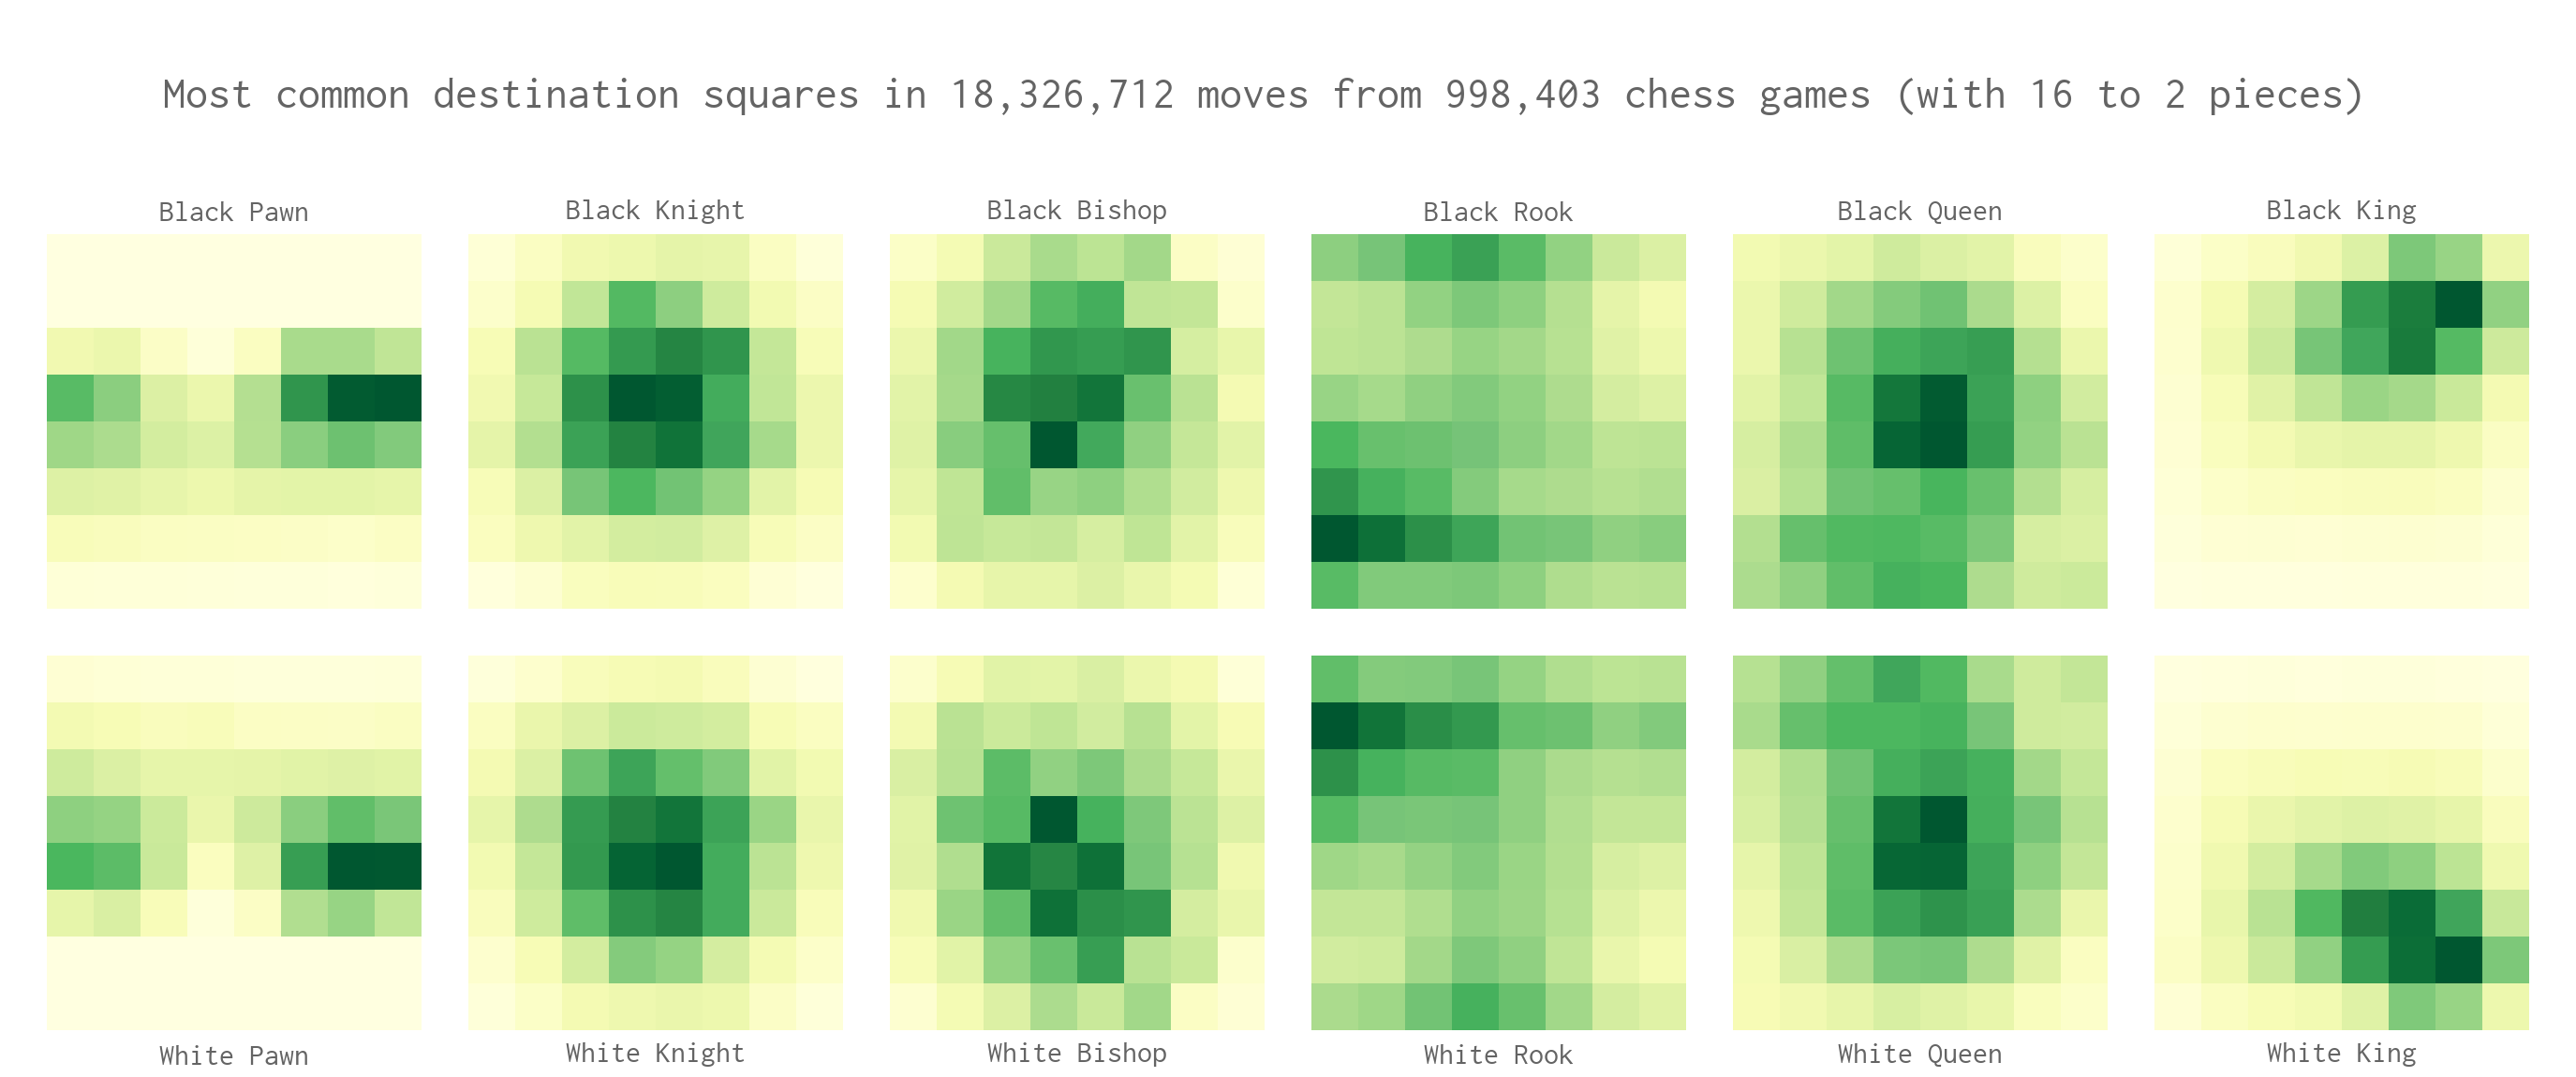 Most common destination squares in 18,326,712 moves from 998,403 chess games (with 16 to 2 pieces)
Black Pawn
Black Knight
Black Bishop
Black Rook
Black Queen
Black King
White Pawn
White Knight
White Bishop
White Rook
White Queen
White King